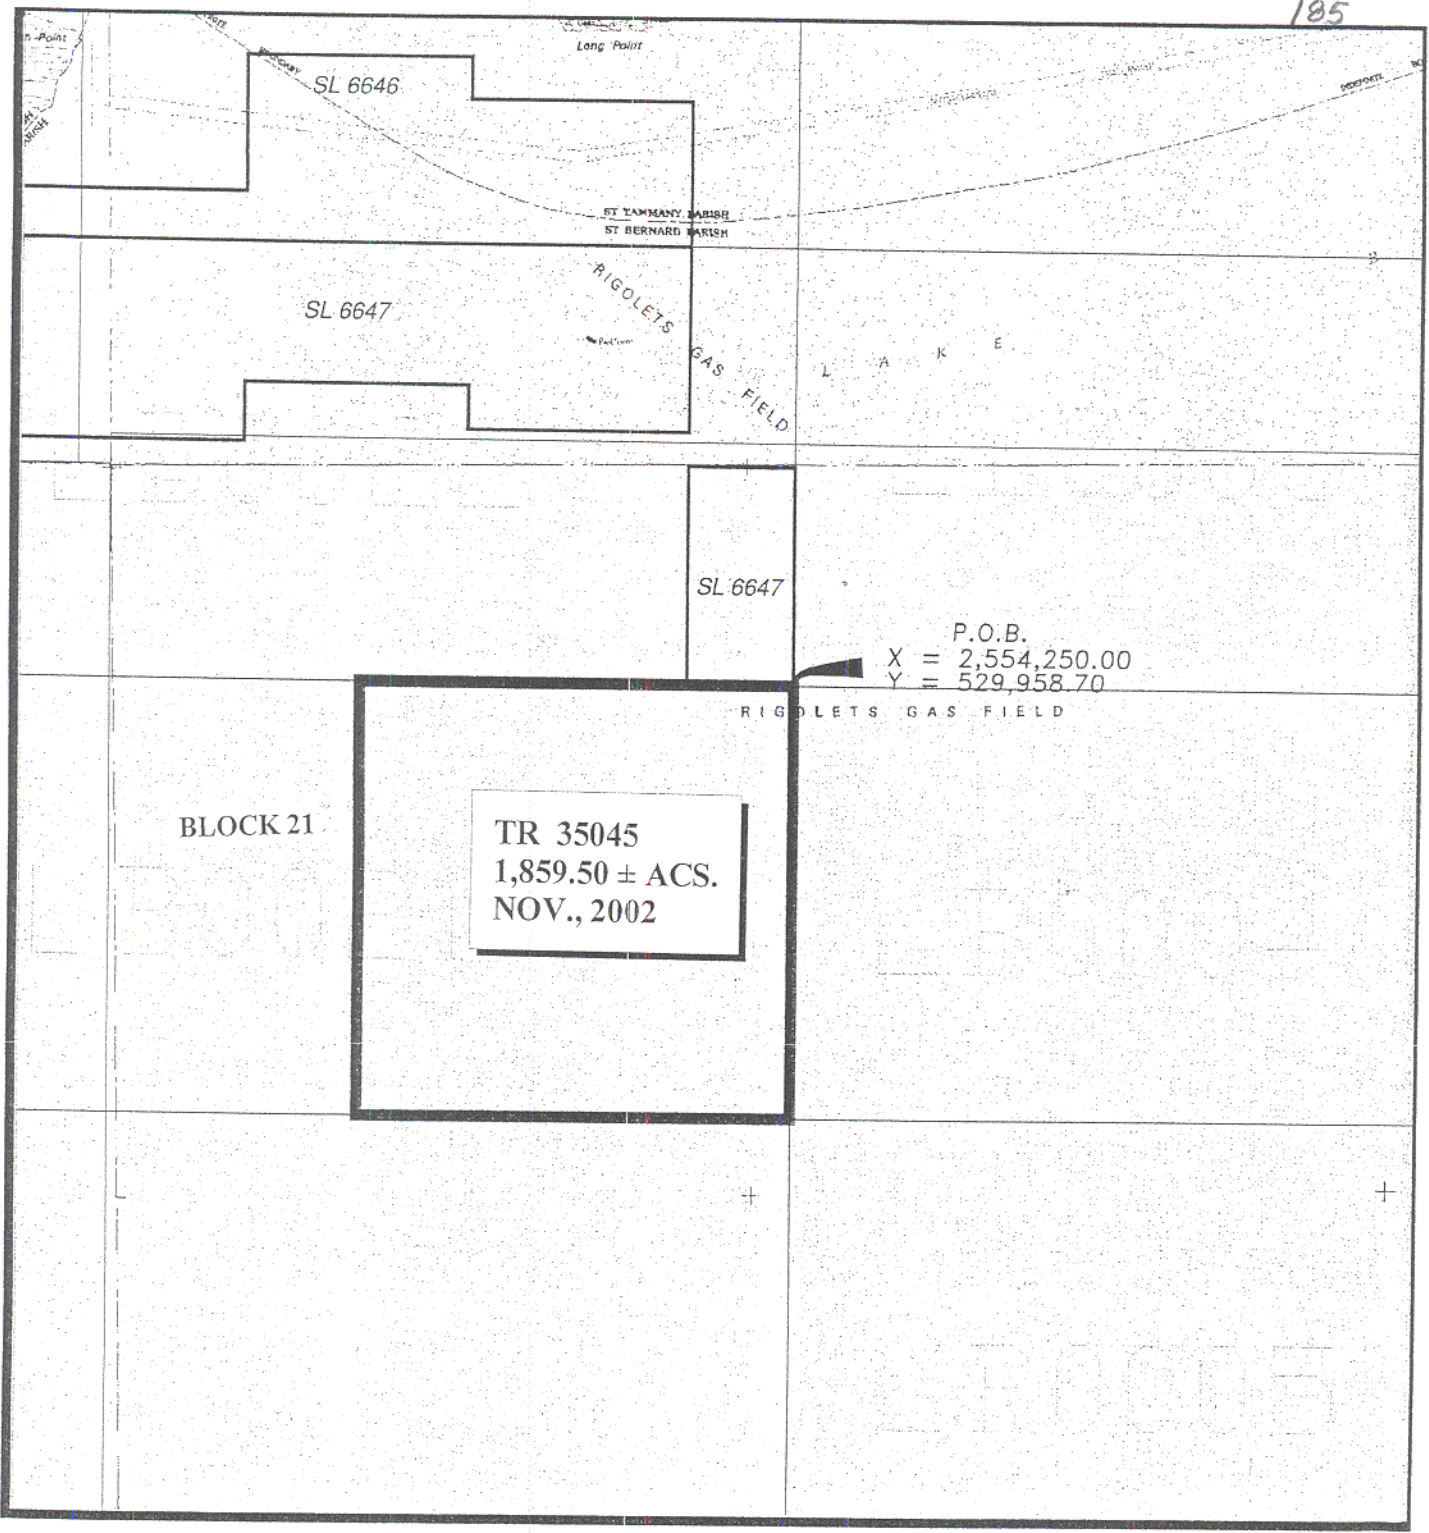 185
Long Point
SL 6646
ST TAMMANY PARISH
ST BERNARD PARISH
SL 6647
RIGOLETS GAS FIELD
L A K E
SL 6647
P.O.B.
X = 2,554,250.00
Y = 529,958.70
RIGOLETS GAS FIELD
BLOCK 21
TR 35045
1,859.50 ± ACS.
NOV., 2002